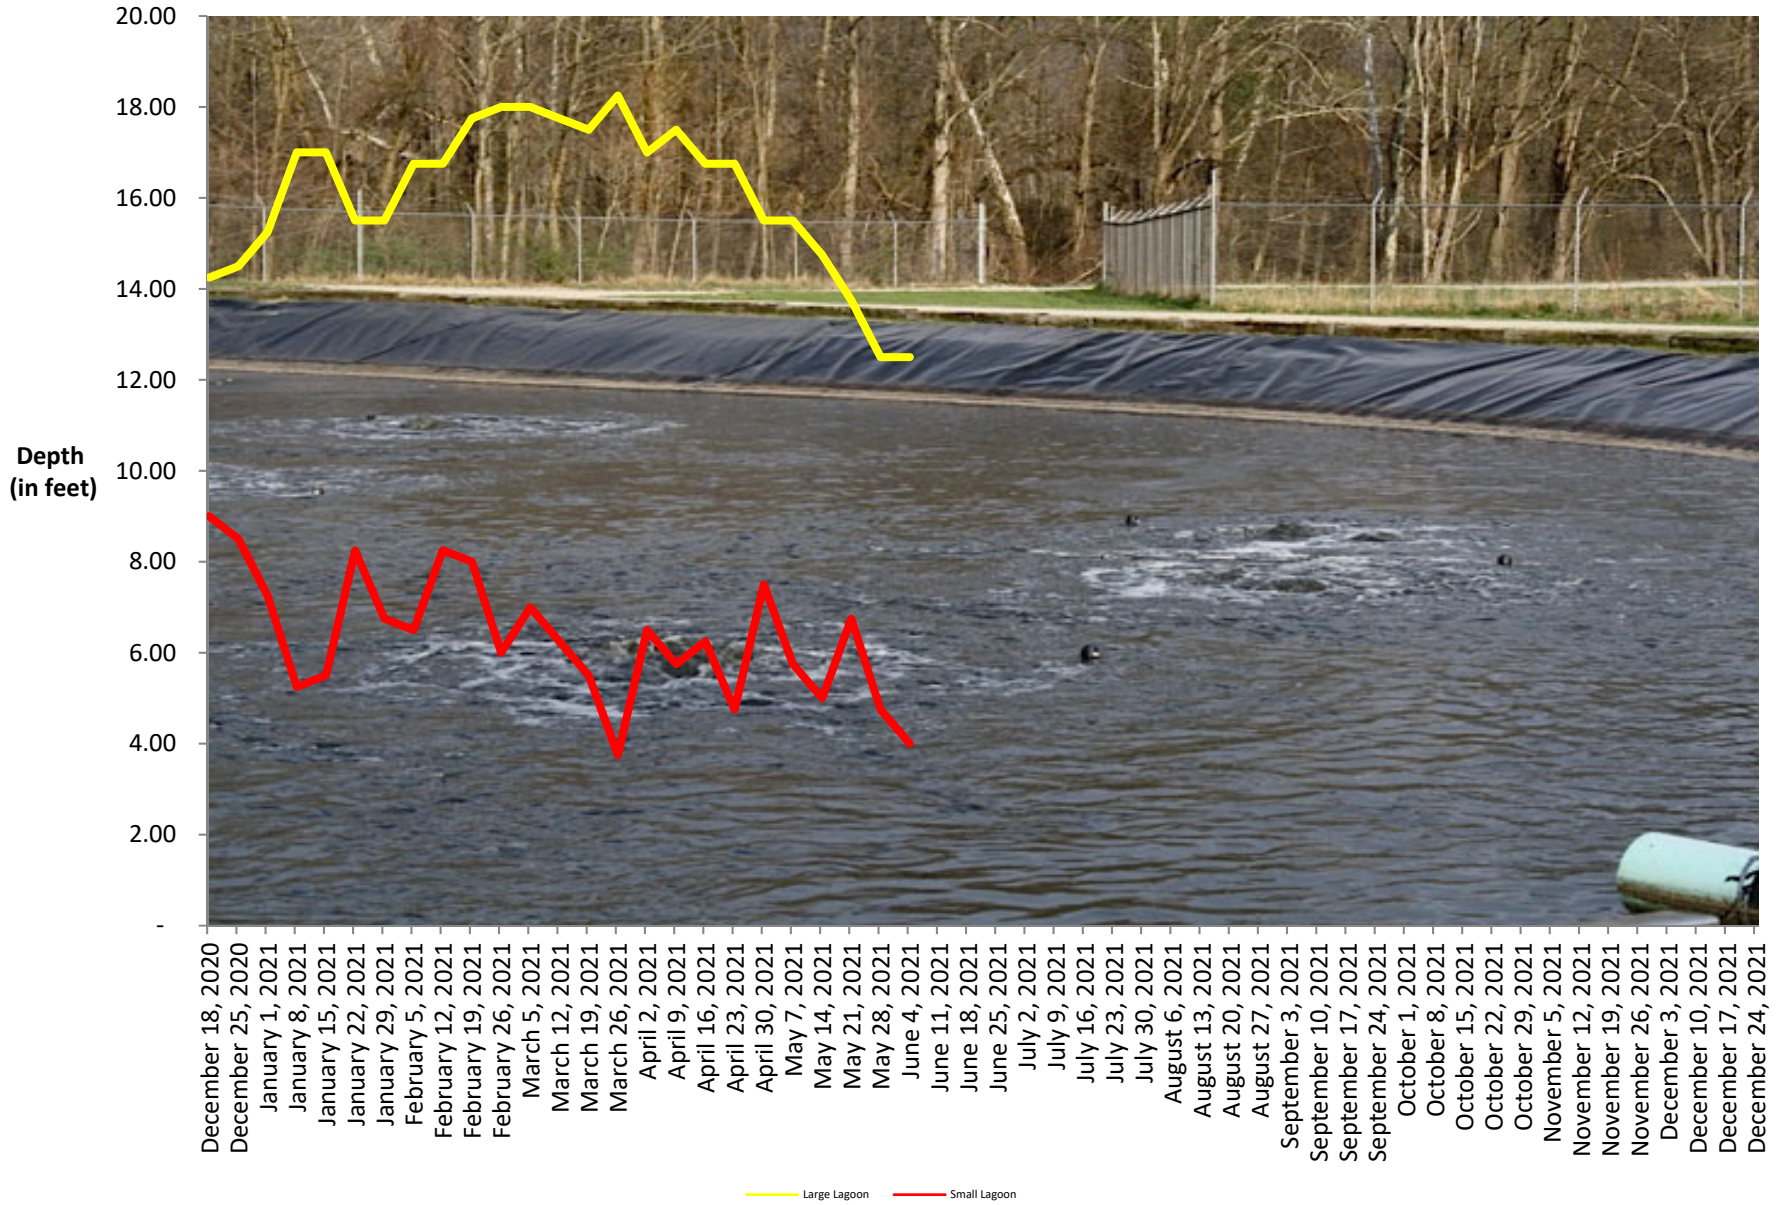 20.00
18.00
16.00
14.00
12.00
10.00
8.00
6.00
4.00
2.00
-
Depth
(in feet)
December 18, 2020
December 25, 2020
January 1, 2021
January 8, 2021
January 15, 2021
January 22, 2021
January 29, 2021
February 5, 2021
February 12, 2021
February 19, 2021
February 26, 2021
March 5, 2021
March 12, 2021
March 19, 2021
March 26, 2021
April 2, 2021
April 9, 2021
April 16, 2021
April 23, 2021
April 30, 2021
May 7, 2021
May 14, 2021
May 21, 2021
May 28, 2021
June 4, 2021
June 11, 2021
June 18, 2021
June 25, 2021
July 2, 2021
July 9, 2021
July 16, 2021
July 23, 2021
July 30, 2021
August 6, 2021
August 13, 2021
August 20, 2021
August 27, 2021
September 3, 2021
September 10, 2021
September 17, 2021
September 24, 2021
October 1, 2021
October 8, 2021
October 15, 2021
October 22, 2021
October 29, 2021
November 5, 2021
November 12, 2021
November 19, 2021
November 26, 2021
December 3, 2021
December 10, 2021
December 17, 2021
December 24, 2021
Large Lagoon
Small Lagoon